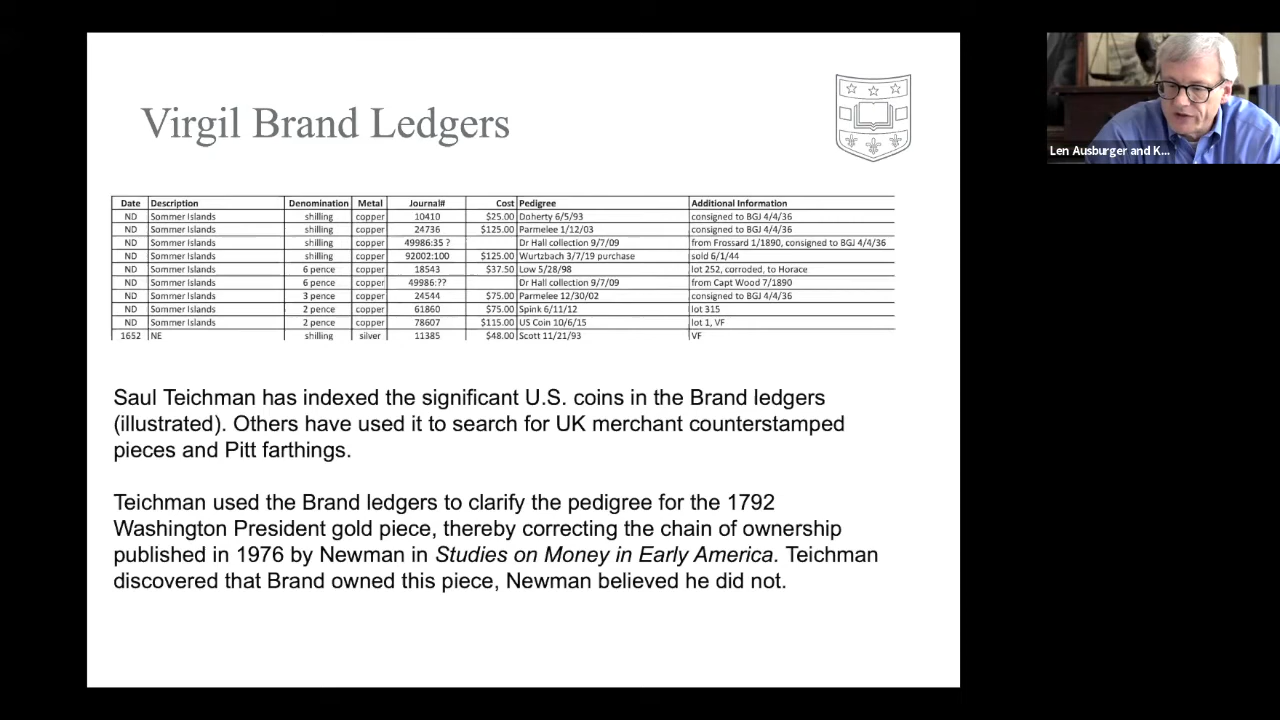 Virgil Brand Ledgers
Len Ausburger and K...
Date Description Denomination Metal Journal# Cost Pedigree Additional Information
ND Sommer Islands shilling copper 10410 $25.00 Doherty 6/5/93 consigned to BGJ 4/4/36
ND Sommer Islands shilling copper 24736 $125.00 Parmelee 1/12/03 consigned to BGJ 4/4/36
ND Sommer Islands shilling copper 49986:35 ? Dr Hall collection 9/7/09 from Frossard 1/1890, consigned to BGJ 4/4/36
ND Sommer Islands shilling copper 92002:100 $125.00 Wurtzbach 3/7/19 purchase sold 6/1/44
ND Sommer Islands 6 pence copper 18543 $37.50 Low 5/28/98 lot 252, corroded, to Horace
ND Sommer Islands 6 pence copper 49986:?? Dr Hall collection 9/7/09 from Capt Wood 7/1890
ND Sommer Islands 3 pence copper 24544 $75.00 Parmelee 12/30/02 consigned to BGJ 4/4/36
ND Sommer Islands 2 pence copper 61860 $75.00 Spink 6/11/12 lot 315
ND Sommer Islands 2 pence copper 78607 $115.00 US Coin 10/6/15 lot 1, VF
1652 NE shilling silver 11385 $48.00 Scott 11/21/93 VF
Saul Teichman has indexed the significant U.S. coins in the Brand ledgers
(illustrated). Others have used it to search for UK merchant counterstamped
pieces and Pitt farthings.
Teichman used the Brand ledgers to clarify the pedigree for the 1792
Washington President gold piece, thereby correcting the chain of ownership
published in 1976 by Newman in Studies on Money in Early America. Teichman
discovered that Brand owned this piece, Newman believed he did not.